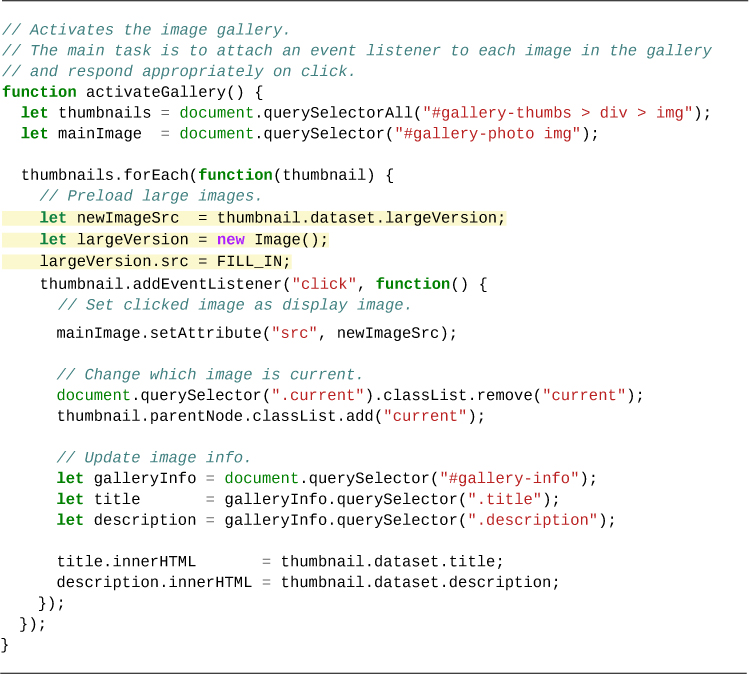 // Activates the image gallery.
// The main task is to attach an event listener to each image in the gallery
// and respond appropriately on click.
function activateGallery() {
  let thumbnails = document.querySelectorAll("#gallery-thumbs > div > img");
  let mainImage  = document.querySelector("#gallery-photo img");

  thumbnails.forEach(function(thumbnail) {
    // Preload large images.
    let newImageSrc  = thumbnail.dataset.largeVersion;
    let largeVersion = new Image();
    largeVersion.src = FILL_IN;
    thumbnail.addEventListener("click", function() {
      // Set clicked image as display image.
      mainImage.setAttribute("src", newImageSrc);

      // Change which image is current.
      document.querySelector(".current").classList.remove("current");
      thumbnail.parentNode.classList.add("current");

      // Update image info.
      let galleryInfo = document.querySelector("#gallery-info");
      let title       = galleryInfo.querySelector(".title");
      let description = galleryInfo.querySelector(".description");

      title.innerHTML       = thumbnail.dataset.title;
      description.innerHTML = thumbnail.dataset.description;
    });
  });
}